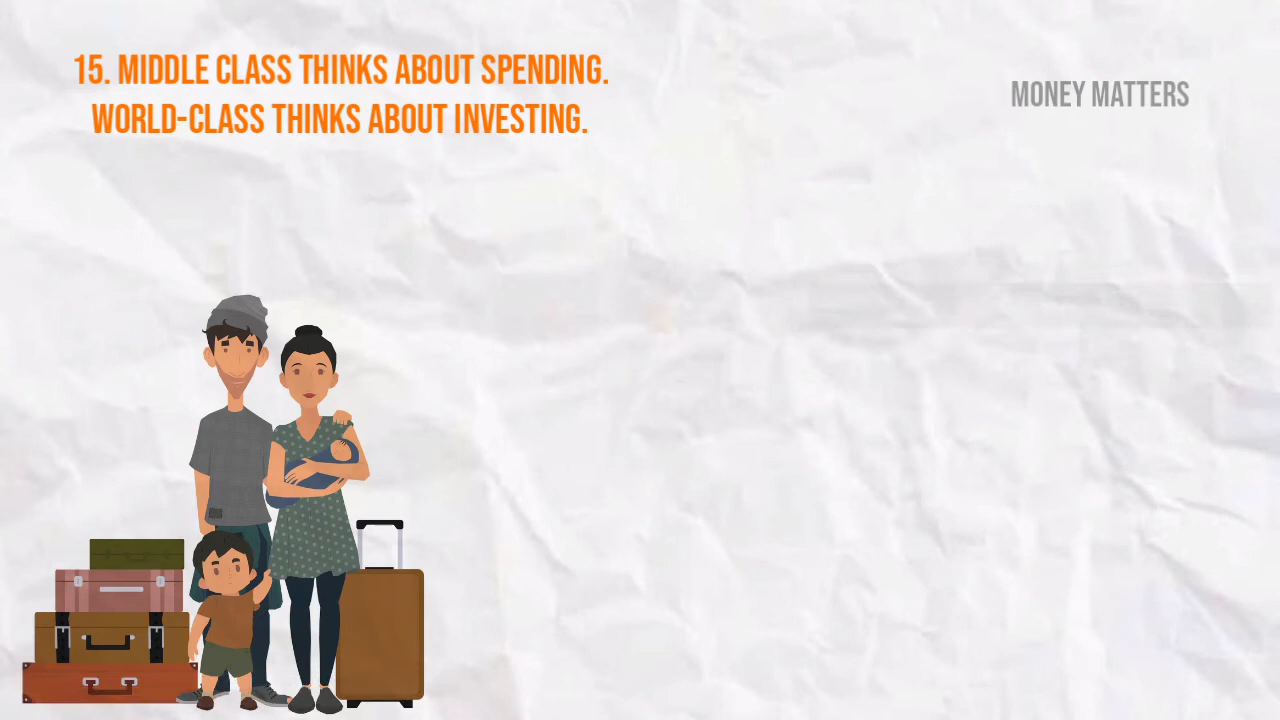 15. MIDDLE CLASS THINKS ABOUT SPENDING.
WORLD-CLASS THINKS ABOUT INVESTING.
MONEY MATTERS